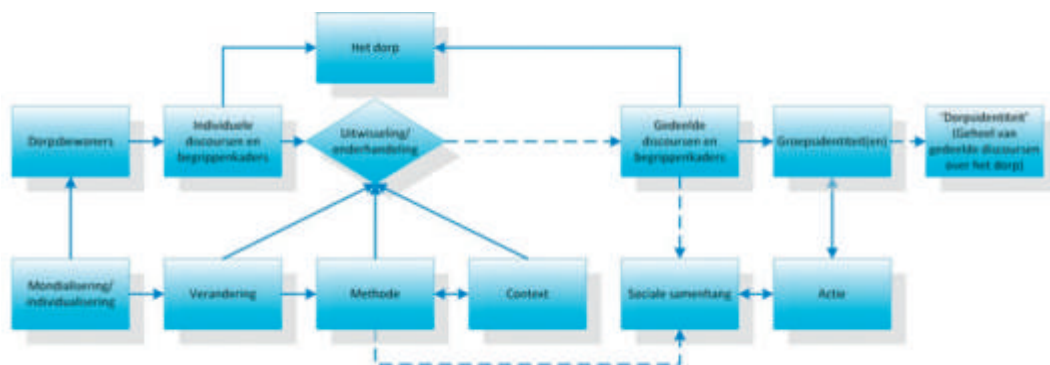 Het dorp
Dorpsbewoners
Individuele
discoursen en
begrippenkaders
Uitwisseling/
onderhandeling
Gedeelde
discoursen en
begrippenkaders
Groepsidentiteit(en)
'Dorpsidentiteit'
(Geheel van
gedeelde discoursen
over het dorp)
Mondialisering/
individualisering
Verandering
Methode
Context
Sociale samenhang
Actie